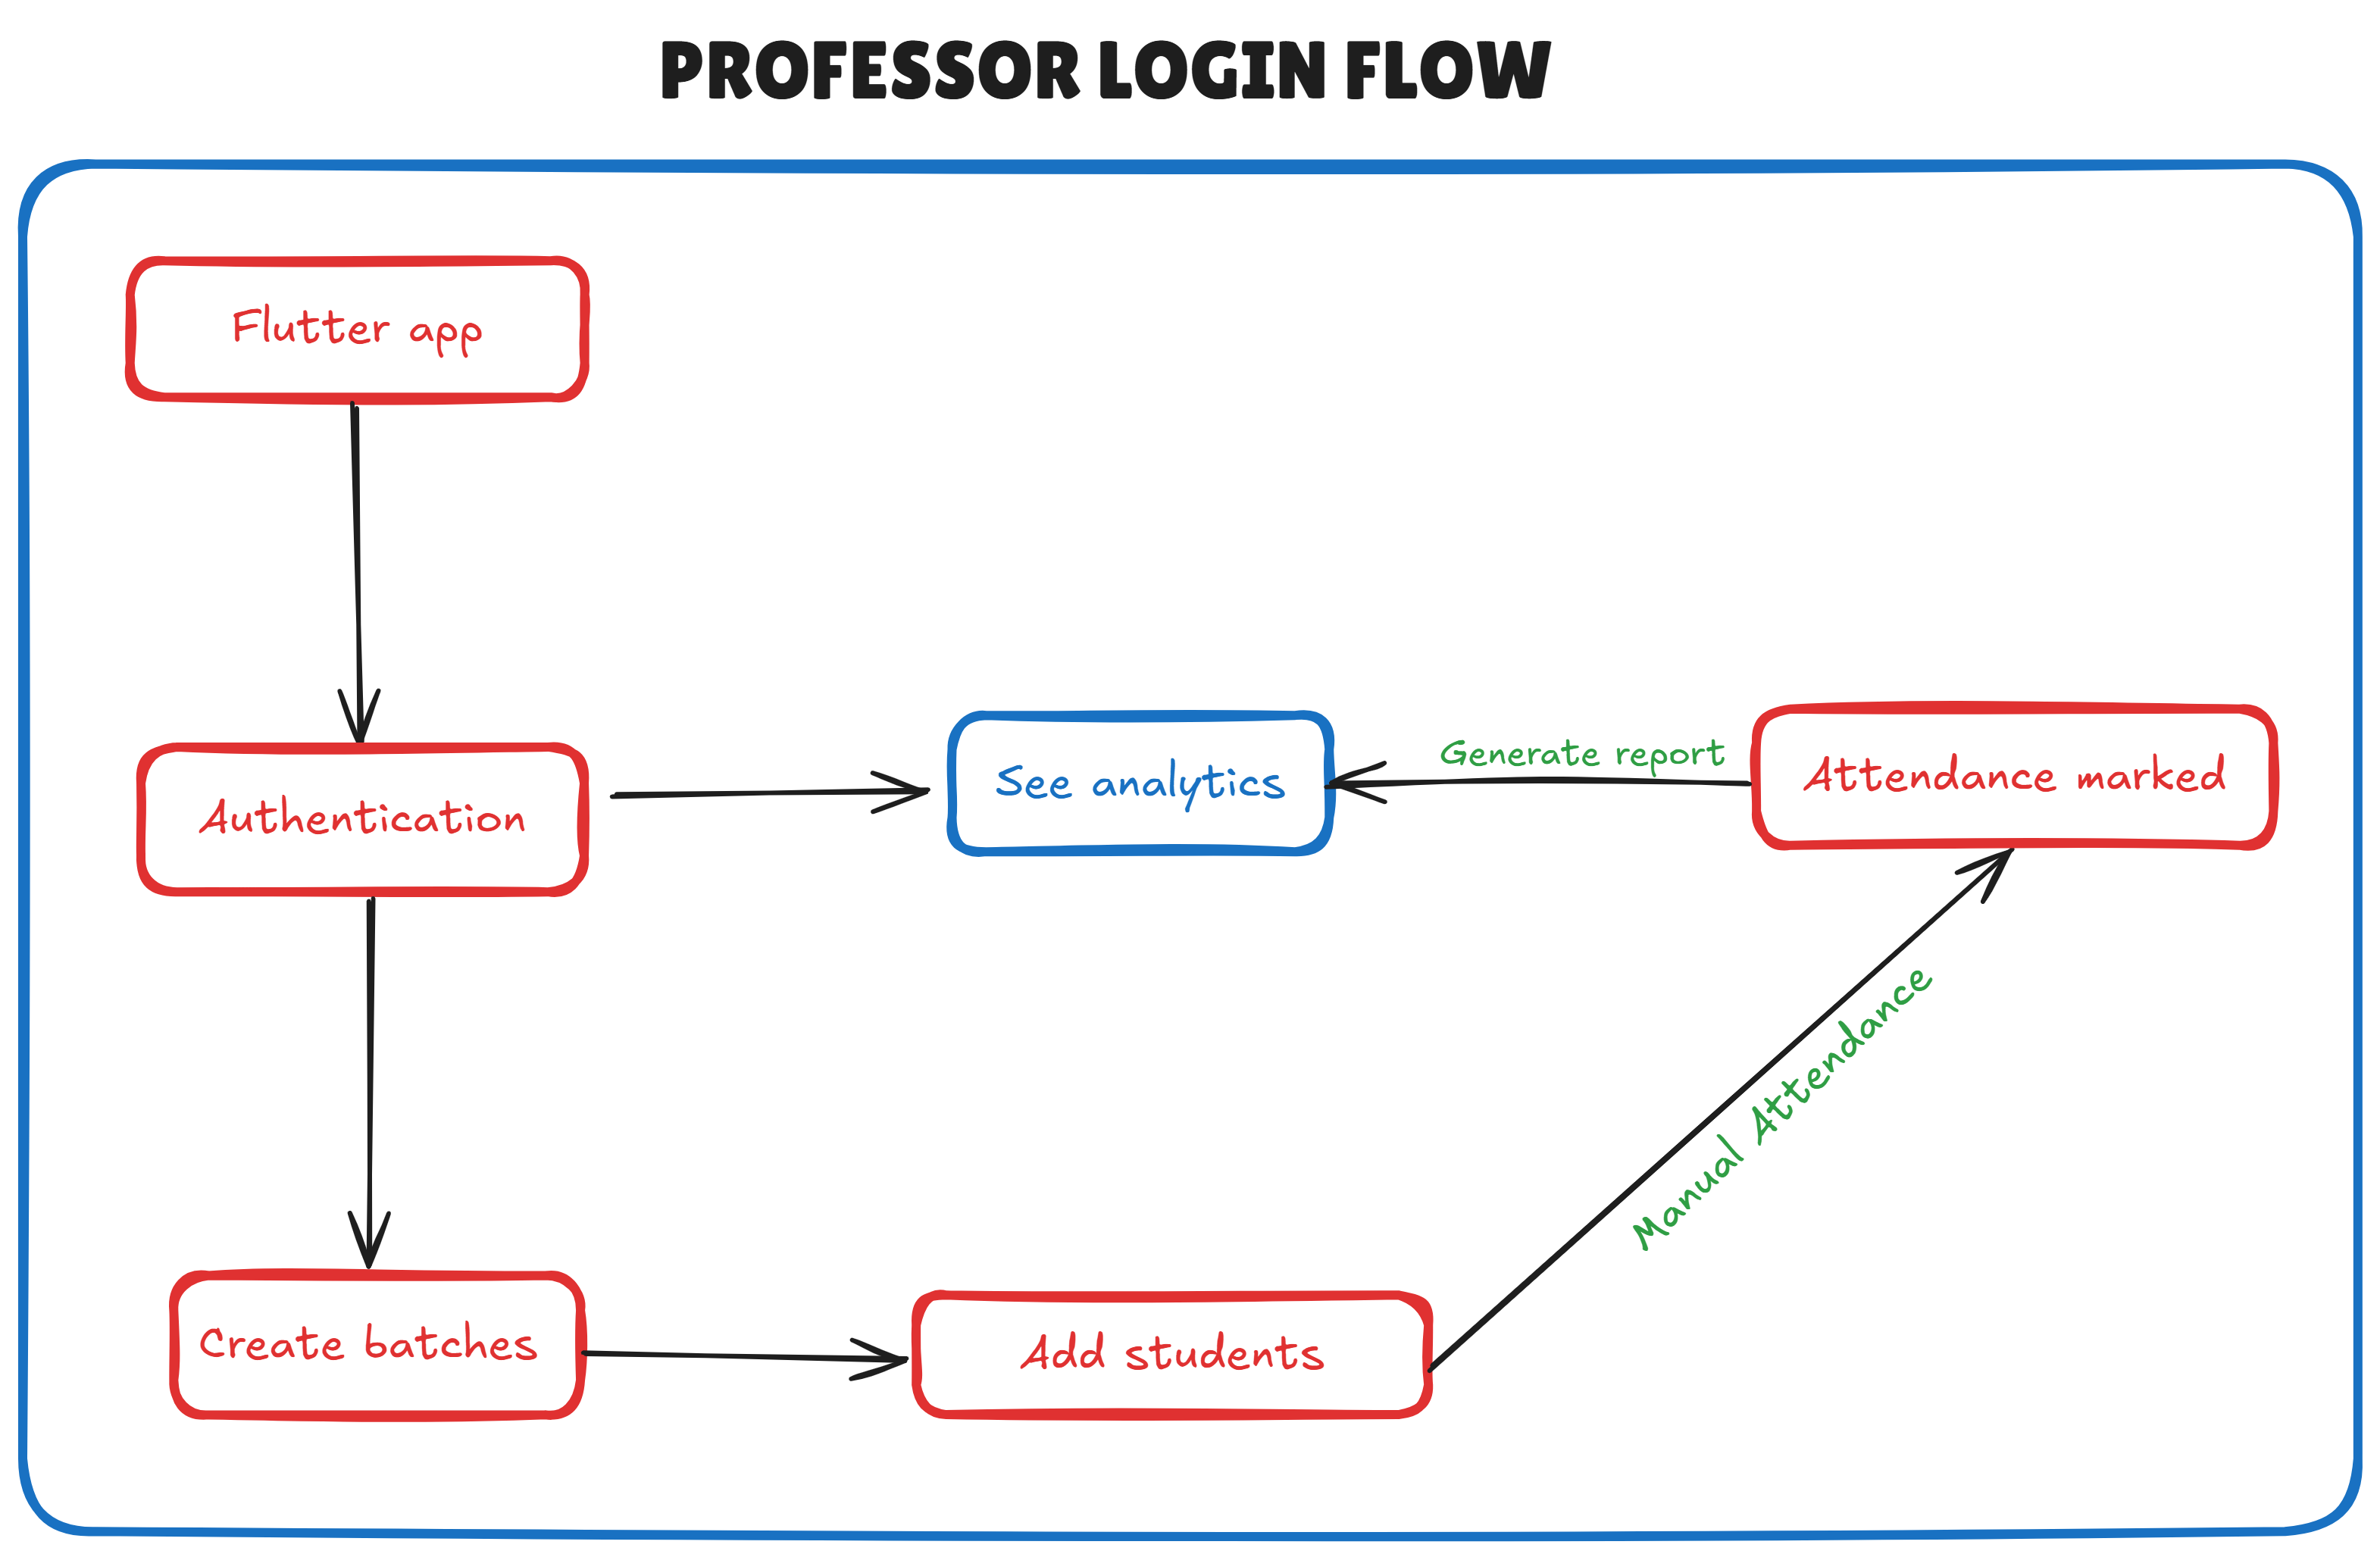 PROFESSOR LOGIN FLOW
Flutter app
Authentication
See analytics
Generate report
Attendance marked
Manual Attendance
Create batches
Add students